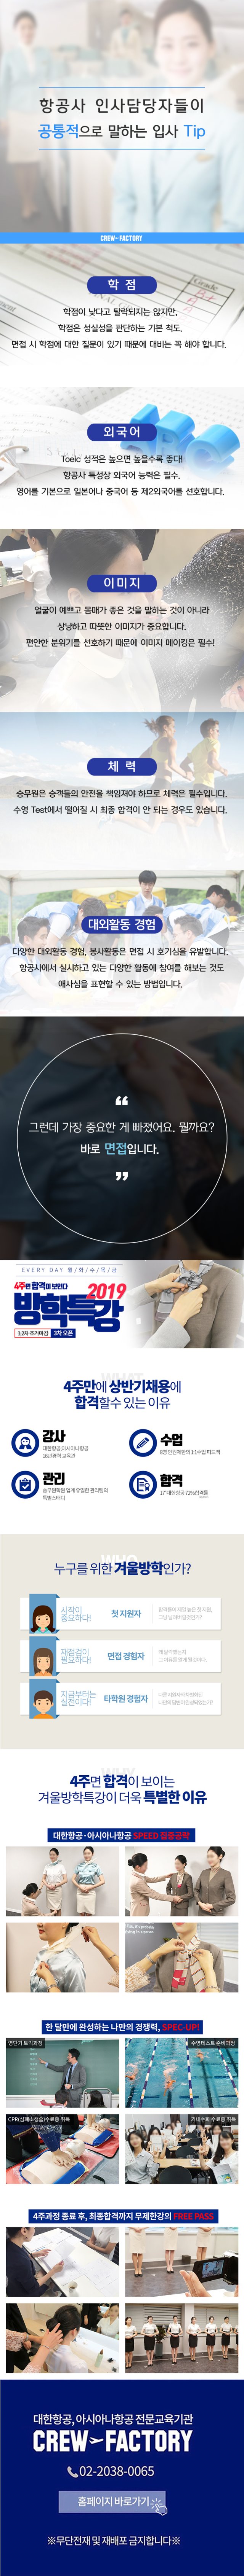 항공사 인사담당자들이
공통적으로 말하는 입사 Tip
CREW-FACTORY
학 점
학점이 낮다고 탈락되지는 않지만,
학점은 성실성을 판단하는 기본 척도.
면접 시 학점에 대한 질문이 있기 때문에 대비는 꼭 해야 합니다.
외국어
Toeic 성적은 높으면 높을수록 좋다!
항공사 특성상 외국어 능력은 필수.
영어를 기본으로 일본어나 중국어 등 제2외국어를 선호합니다.
이미지
얼굴이 예쁘고 몸매가 좋은 것을 말하는 것이 아니라
상냥하고 따뜻한 이미지가 중요합니다.
편안한 분위기를 선호하기 때문에 이미지 메이킹은 필수!
체 력
승무원은 승객들의 안전을 책임져야 하므로 체력은 필수입니다.
수영 Test에서 떨어질 시 최종 합격이 안 되는 경우도 있습니다.
대외활동 경험
다양한 대외활동 경험, 봉사활동은 면접 시 호기심을 유발합니다.
항공사에서 실시하고 있는 다양한 활동에 참여를 해보는 것도
애사심을 표현할 수 있는 방법입니다.
“
그런데 가장 중요한 게 빠졌어요. 뭘까요?
바로 면접입니다.
”
EVERY DAY 월/화/수/목/금
4주면 합격이 보인다
2019
방학특강
3차 오픈
WHAT
4주만에 상반기채용에
합격할수 있는 이유
강사
대한항공/아시아나항공
수업
관리
합격
WHO
누구를 위한 겨울방학인가?
시작이
중요하다!
첫 지원자
재점검이
필요하다!
면접 경험자
지금부터는
실전이다!
타학원 경험자
WHY
4주면 합격이 보이는
겨울방학특강이 더욱 특별한 이유
대한항공·아시아나항공 SPEED 집중공략
한 달만에 완성하는 나만의 경쟁력, SPEC-UP!
영단기 토익과정
수영테스트 준비과정
CPR(심폐소생술)수료증 취득
기내수화 수료증 취득
4주과정 종료 후, 최종합격까지 무제한강의 FREE PASS
대한항공, 아시아나항공 전문교육기관
CREW-FACTORY
02-2038-0065
홈페이지 바로가기
※무단전재 및 재배포 금지합니다※